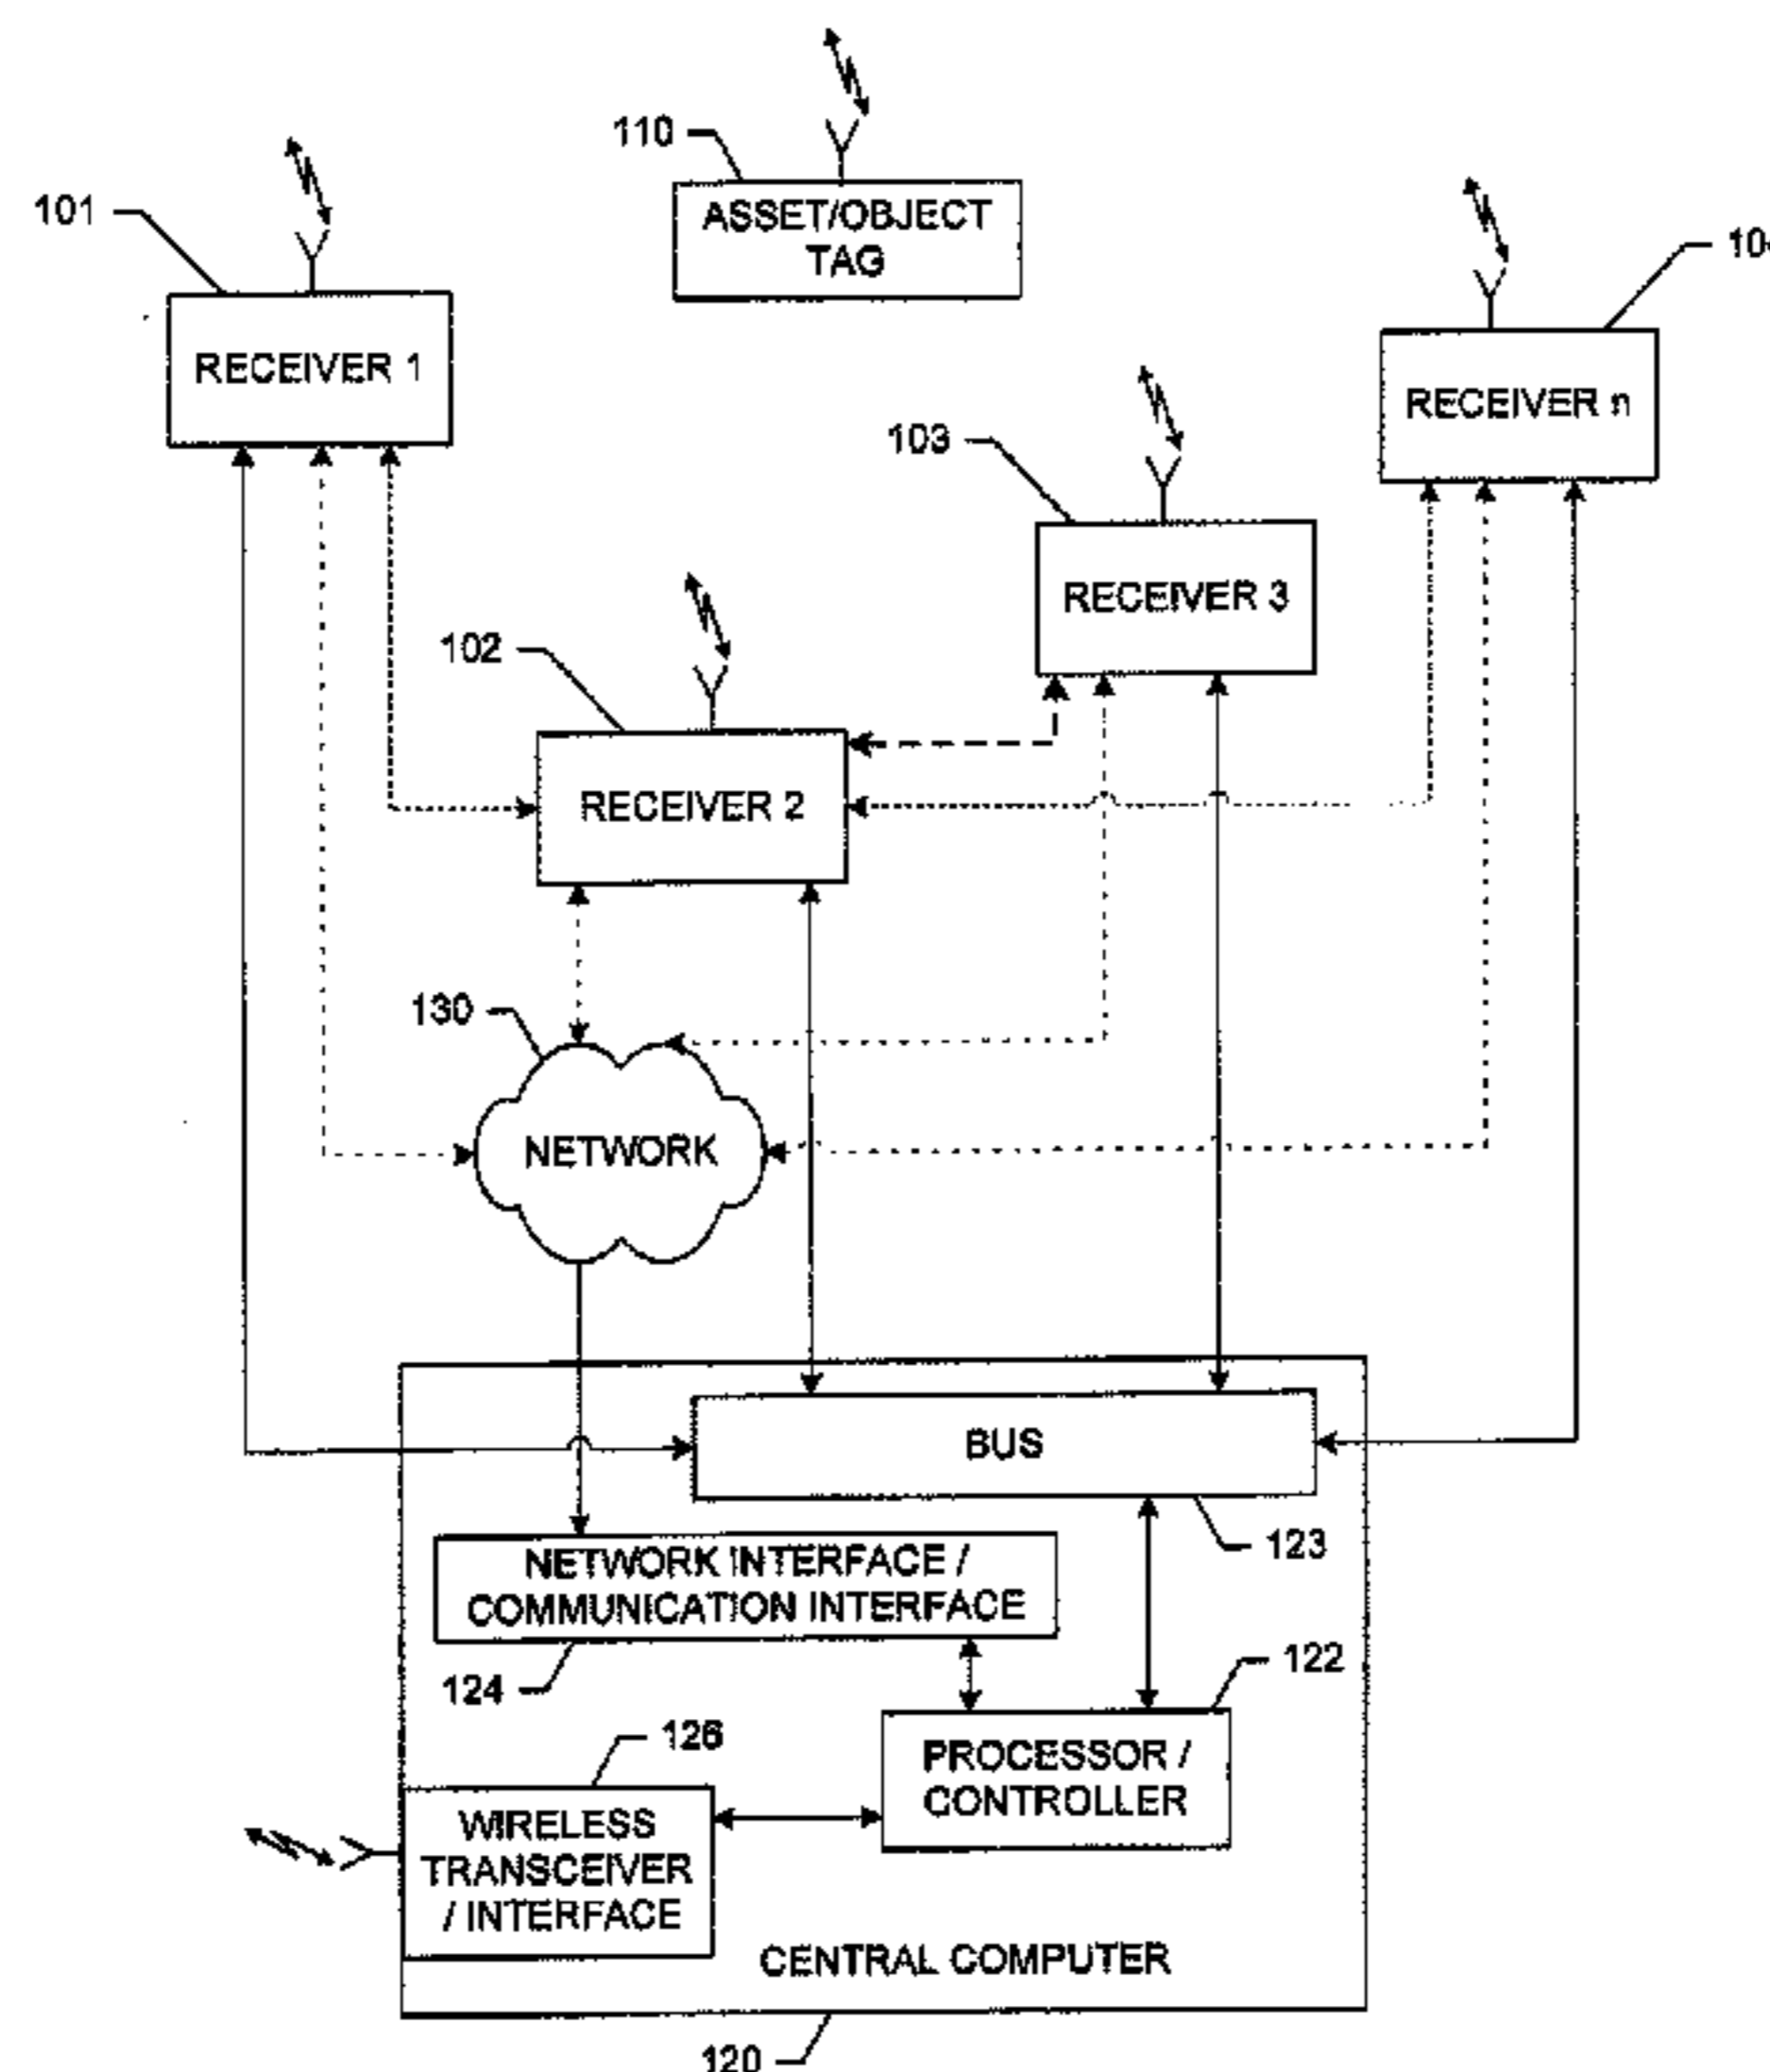 110
ASSET/OBJECT
TAG
101
RECEIVER 1
RECEIVER n
103
RECEIVER 3
102
RECEIVER 2
130
NETWORK
BUS
123
NETWORK INTERFACE /
COMMUNICATION INTERFACE
124
122
PROCESSOR /
CONTROLLER
126
WIRELESS
TRANSCEIVER
/ INTERFACE
CENTRAL COMPUTER
120